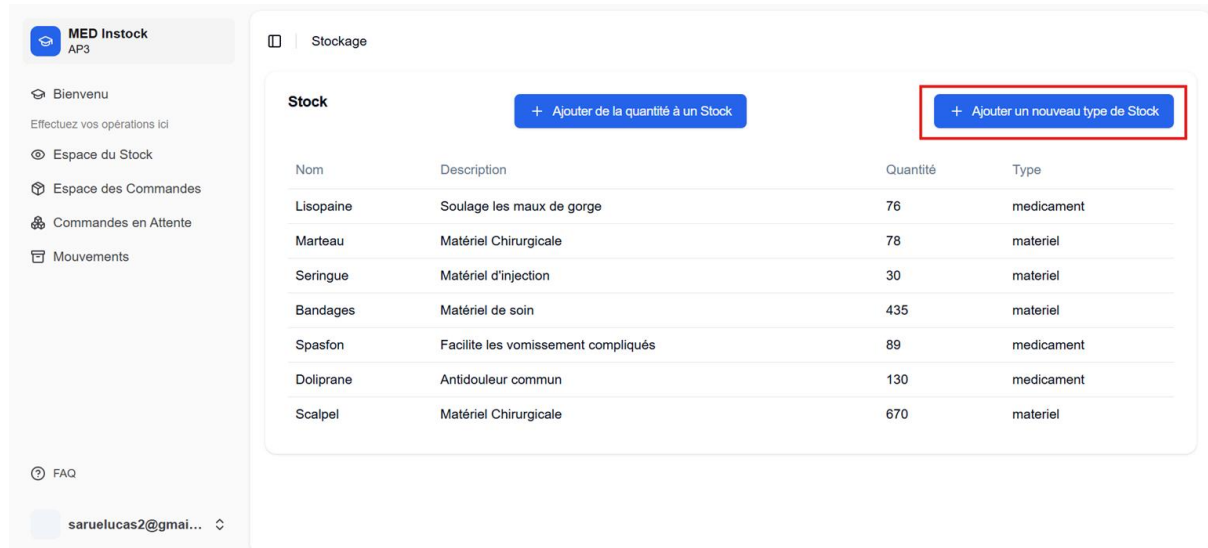 MED Instock
AP3
Bienvenu
Effectuez vos opérations ici
Espace du Stock
Espace des Commandes
Commandes en Attente
Mouvements
FAQ
saruelucas2@gmai...
Stockage
Stock
+ Ajouter de la quantité à un Stock
+ Ajouter un nouveau type de Stock
Nom Description Quantité Type
Lisopaine Soulage les maux de gorge 76 medicament
Marteau Matériel Chirurgicale 78 materiel
Seringue Matériel d'injection 30 materiel
Bandages Matériel de soin 435 materiel
Spasfon Facilite les vomissement compliqués 89 medicament
Doliprane Antidouleur commun 130 medicament
Scalpel Matériel Chirurgicale 670 materiel